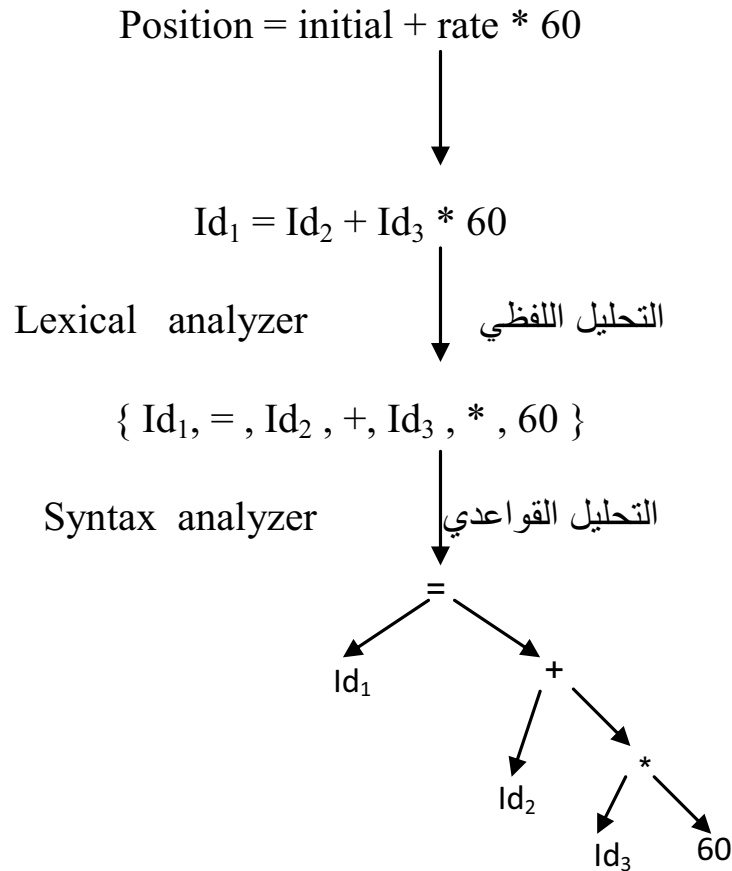 Position = initial + rate * 60
Id₁ = Id₂ + Id₃ * 60
Lexical analyzer التحليل اللفظي
{ Id₁, = , Id₂ , +, Id₃ , * , 60 }
Syntax analyzer التحليل القواعدي
=
Id₁ +
Id₂ *
Id₃ 60